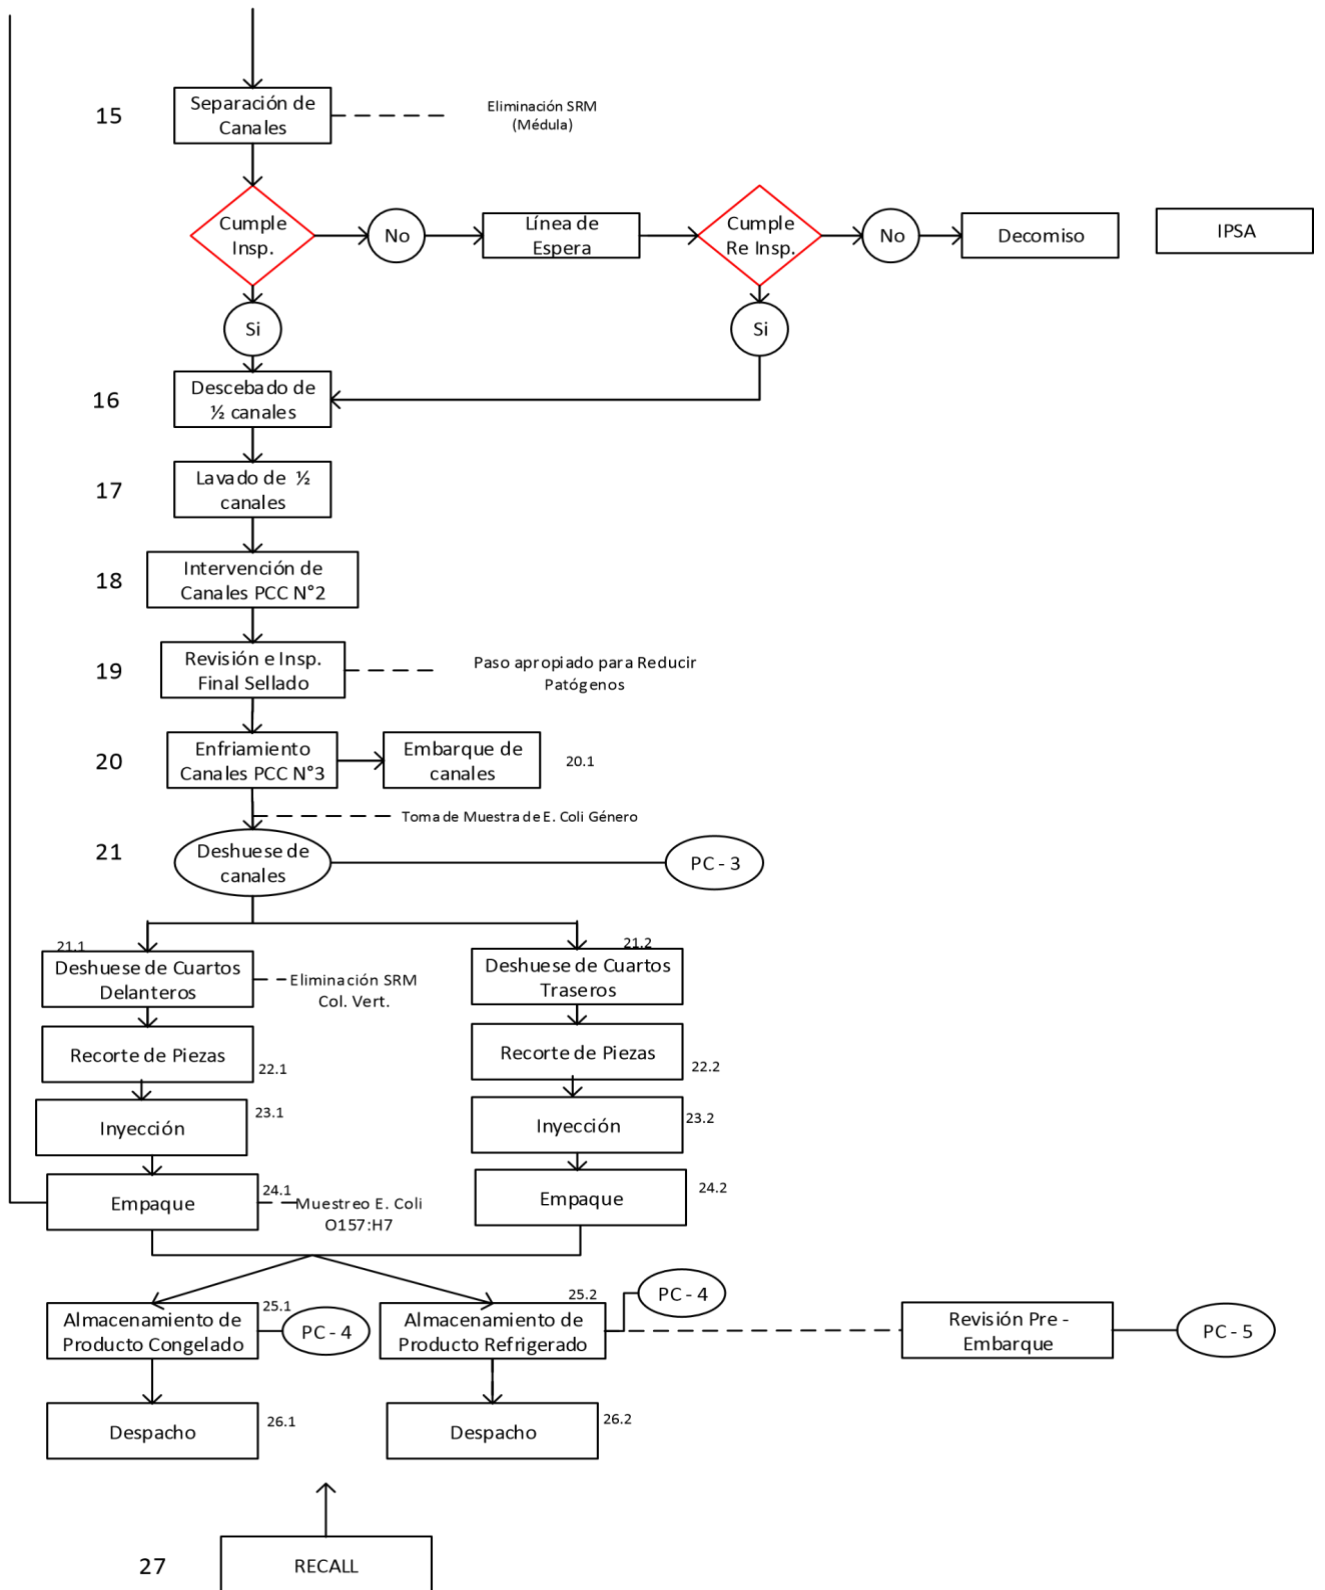 15
Separación de
Canales
Eliminación SRM
(Médula)
Cumple
Insp.
No
Línea de
Espera
Cumple
Re Insp.
No
Decomiso
IPSA
Si
Si
16
Descebado de
½ canales
17
Lavado de ½
canales
18
Intervención de
Canales PCC N°2
19
Revisión e Insp.
Final Sellado
Paso apropiado para Reducir
Patógenos
20
Enfriamiento
Canales PCC N°3
Embarque de
canales
20.1
Toma de Muestra de E. Coli Género
21
Deshuese de
canales
PC - 3
21.1
Deshuese de Cuartos
Delanteros
Eliminación SRM
Col. Vert.
21.2
Deshuese de Cuartos
Traseros
Recorte de Piezas
22.1
Recorte de Piezas
22.2
Inyección
23.1
Inyección
23.2
Empaque
24.1
Muestreo E. Coli
O157:H7
Empaque
24.2
25.1
Almacenamiento de
Producto Congelado
PC - 4
25.2
Almacenamiento de
Producto Refrigerado
PC - 4
Revisión Pre -
Embarque
PC - 5
Despacho
26.1
Despacho
26.2
27
RECALL